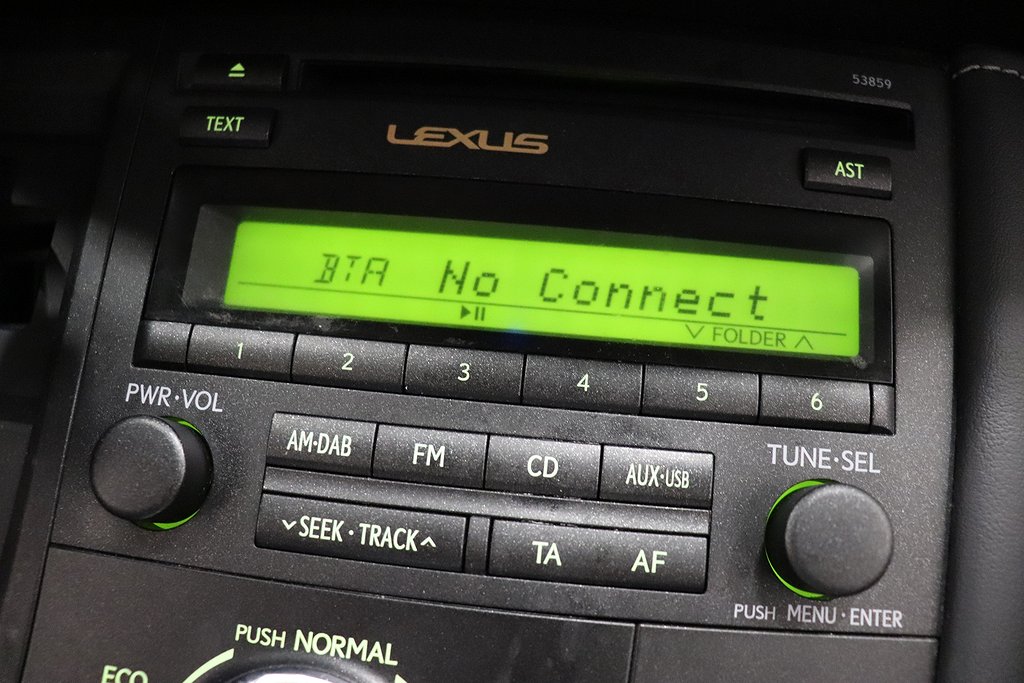 53859
TEXT
LEXUS
AST
BTA No Connect
FOLDER
1 2 3 4 5 6
PWR·VOL
AM·DAB FM CD AUX·USB
TUNE·SEL
SEEK·TRACK
TA AF
PUSH MENU·ENTER
PUSH NORMAL
ECO